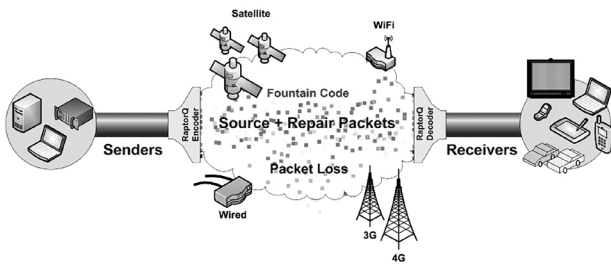 Satellite
WiFi
Fountain Code
RaptorQ
Encoder
Source + Repair Packets
RaptorQ
Decoder
Senders
Receivers
Packet Loss
Wired
3G
4G